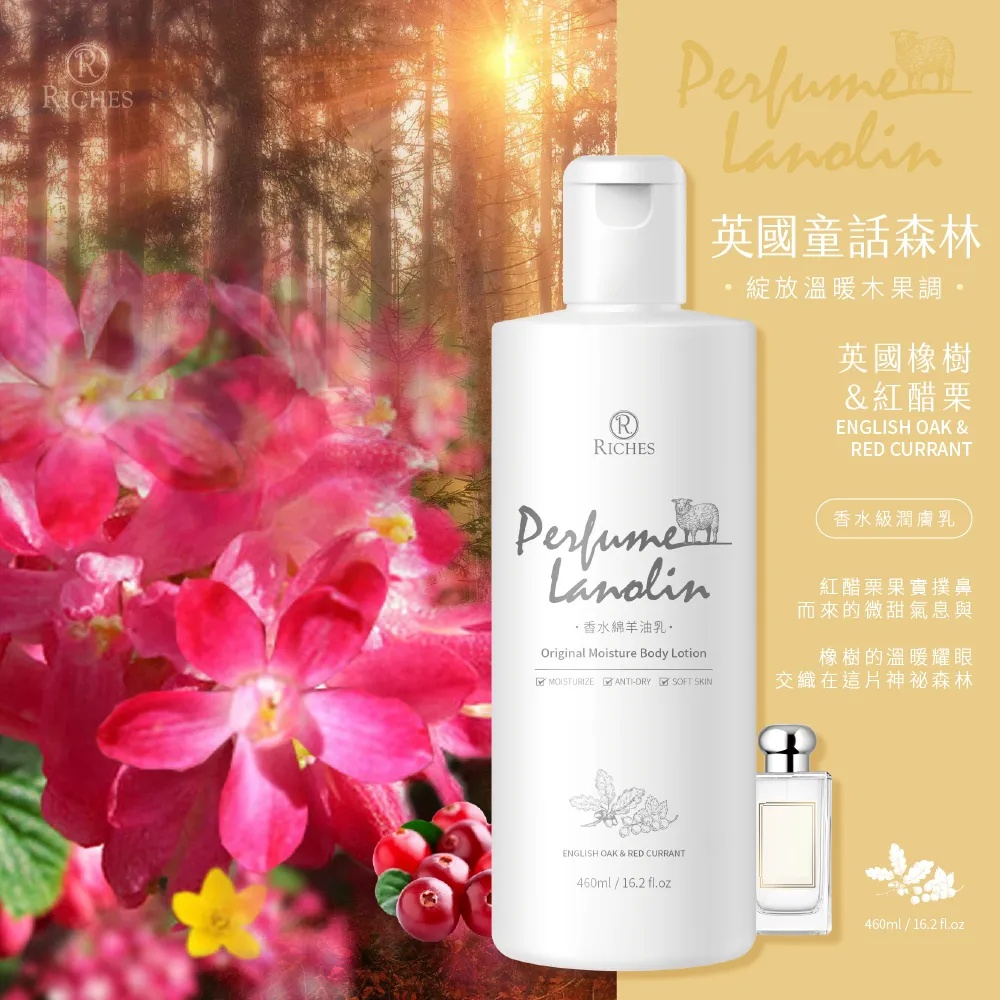 R
RICHES
Perfume
Lanolin
英國童話森林
·綻放溫暖木果調·
英國橡樹
&紅醋栗
ENGLISH OAK &
RED CURRANT
香水級潤膚乳
紅醋栗果實撲鼻
而來的微甜氣息與
橡樹的溫暖耀眼
交織在這片神祕森林
460ml / 16.2 fl.oz
R
RICHES
Perfume
Lanolin
·香水綿羊油乳·
Original Moisture Body Lotion
☑ MOISTURIZE ☑ ANTI-DRY ☑ SOFT SKIN
ENGLISH OAK & RED CURRANT
460ml / 16.2 fl.oz